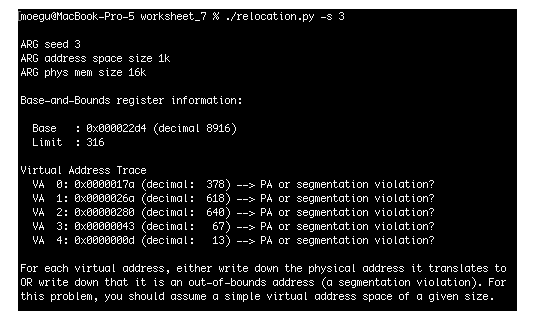 moegu@MacBook-Pro-5 worksheet_7 % ./relocation.py -s 3
ARG seed 3
ARG address space size 1k
ARG phys mem size 16k
Base-and-Bounds register information:
Base : 0x000022d4 (decimal 8916)
Limit : 316
Virtual Address Trace
VA 0: 0x0000017a (decimal: 378) --> PA or segmentation violation?
VA 1: 0x0000026a (decimal: 618) --> PA or segmentation violation?
VA 2: 0x00000280 (decimal: 640) --> PA or segmentation violation?
VA 3: 0x00000043 (decimal: 67) --> PA or segmentation violation?
VA 4: 0x0000000d (decimal: 13) --> PA or segmentation violation?
For each virtual address, either write down the physical address it translates to
OR write down that it is an out-of-bounds address (a segmentation violation). For
this problem, you should assume a simple virtual address space of a given size.